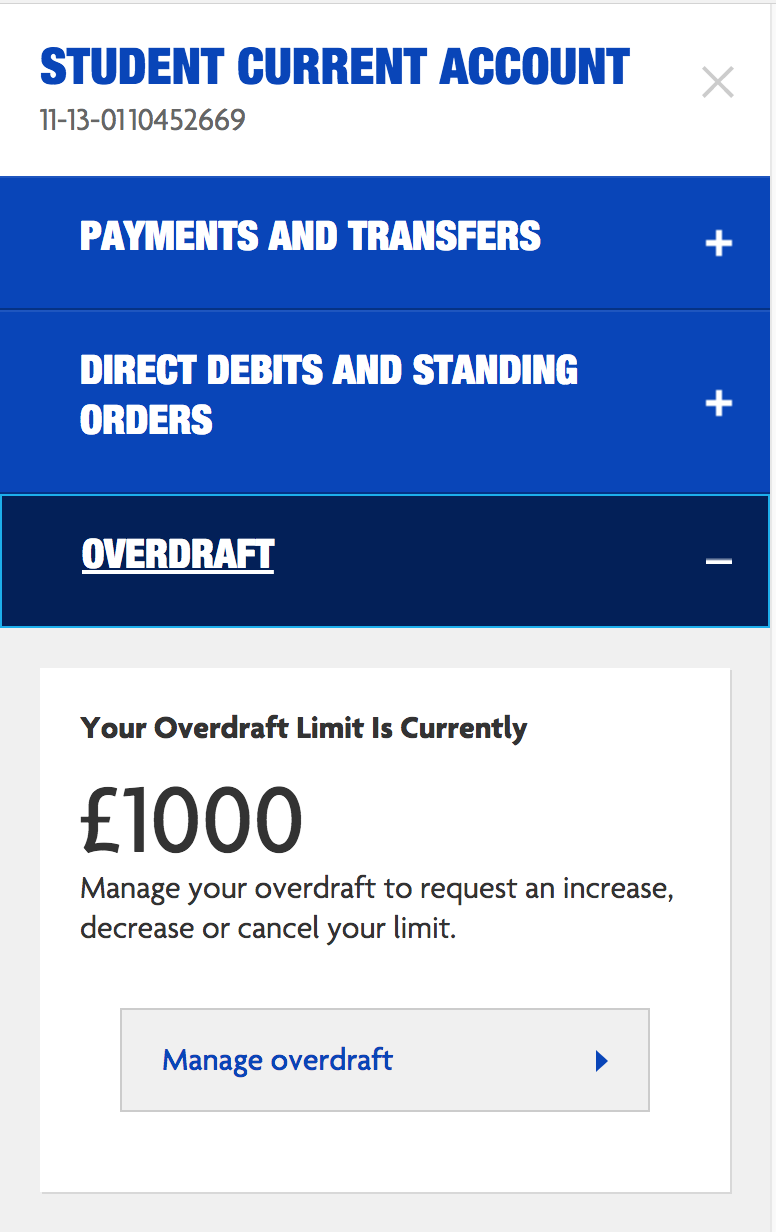 STUDENT CURRENT ACCOUNT
11-13-0110452669
PAYMENTS AND TRANSFERS
DIRECT DEBITS AND STANDING
ORDERS
OVERDRAFT
Your Overdraft Limit Is Currently
£1000
Manage your overdraft to request an increase,
decrease or cancel your limit.
Manage overdraft